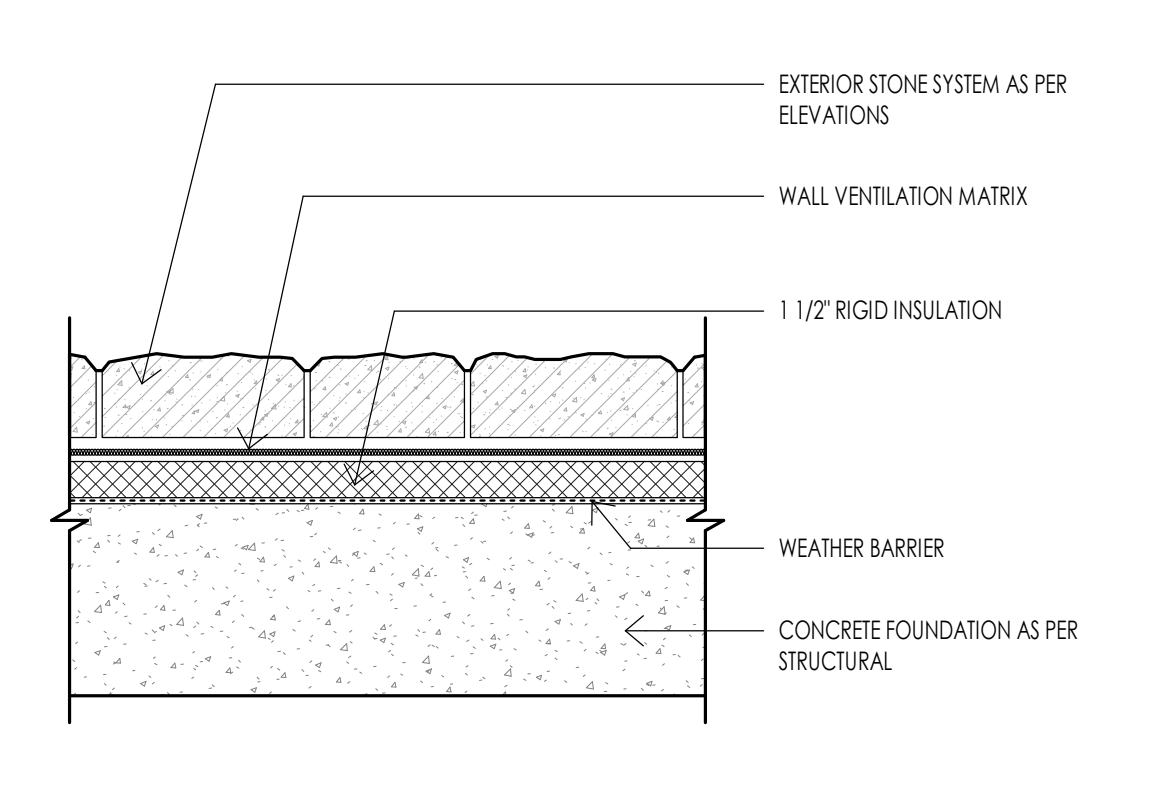 EXTERIOR STONE SYSTEM AS PER
ELEVATIONS
WALL VENTILATION MATRIX
1 1/2" RIGID INSULATION
WEATHER BARRIER
CONCRETE FOUNDATION AS PER
STRUCTURAL